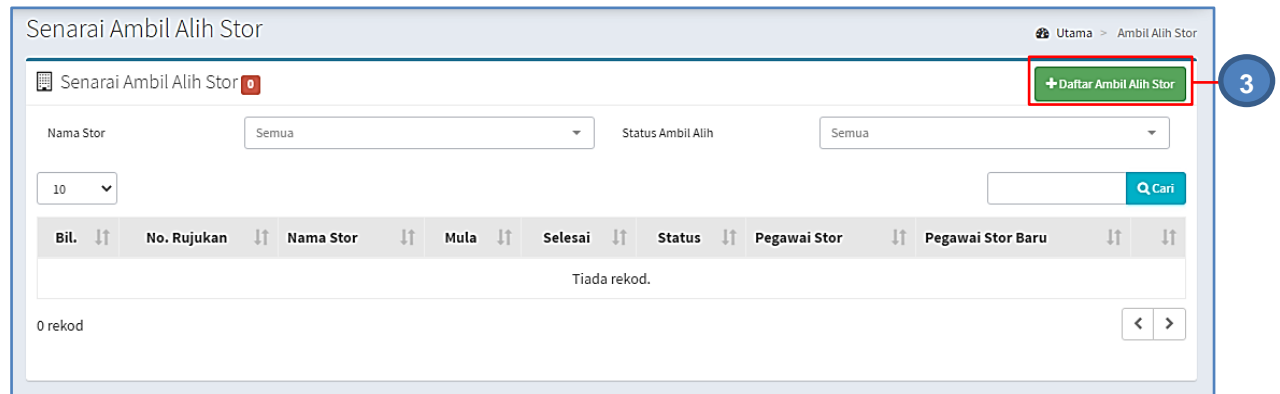 Senarai Ambil Alih Stor
Utama > Ambil Alih Stor
Senarai Ambil Alih Stor 0
+Daftar Ambil Alih Stor
3
Nama Stor Semua Status Ambil Alih Semua
10
Cari
Bil. No. Rujukan Nama Stor Mula Selesai Status Pegawai Stor Pegawai Stor Baru
Tiada rekod.
0 rekod
< >